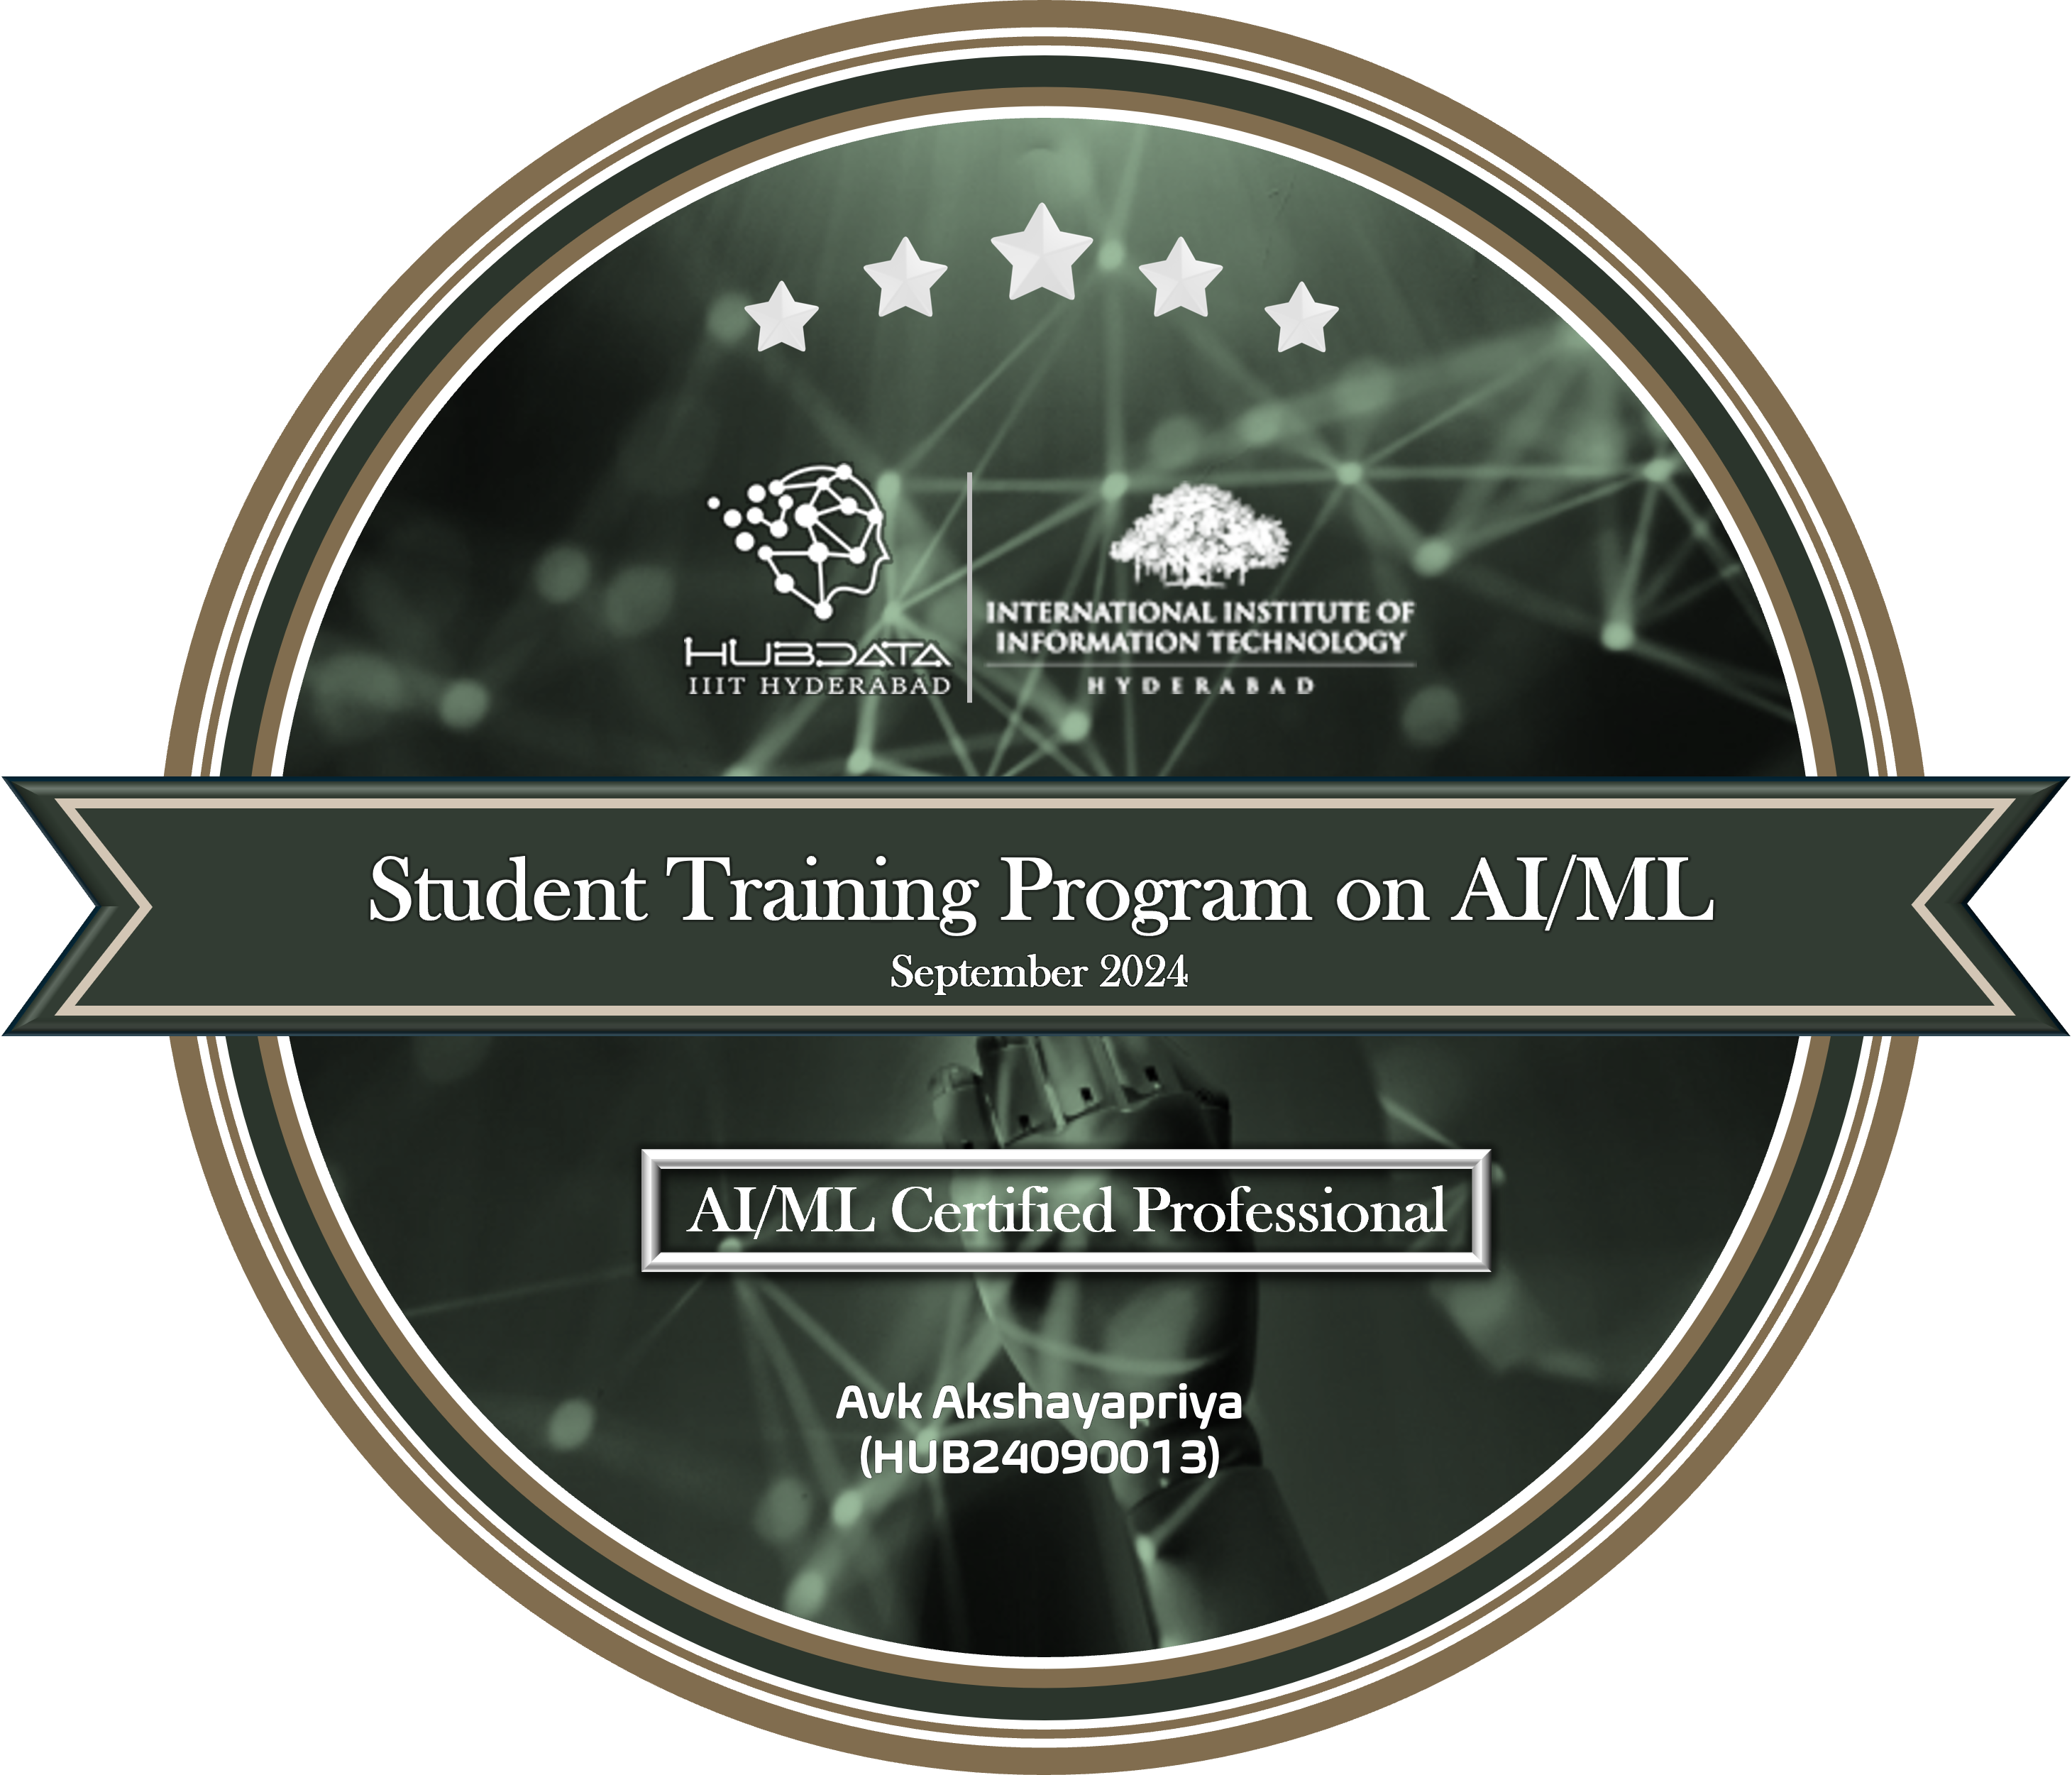 HUBDATA
IIIT HYDERABAD
INTERNATIONAL INSTITUTE OF
INFORMATION TECHNOLOGY
HYDERABAD
Student Training Program on AI/ML
September 2024
AI/ML Certified Professional
Avk Akshayapriya
(HUB24090013)